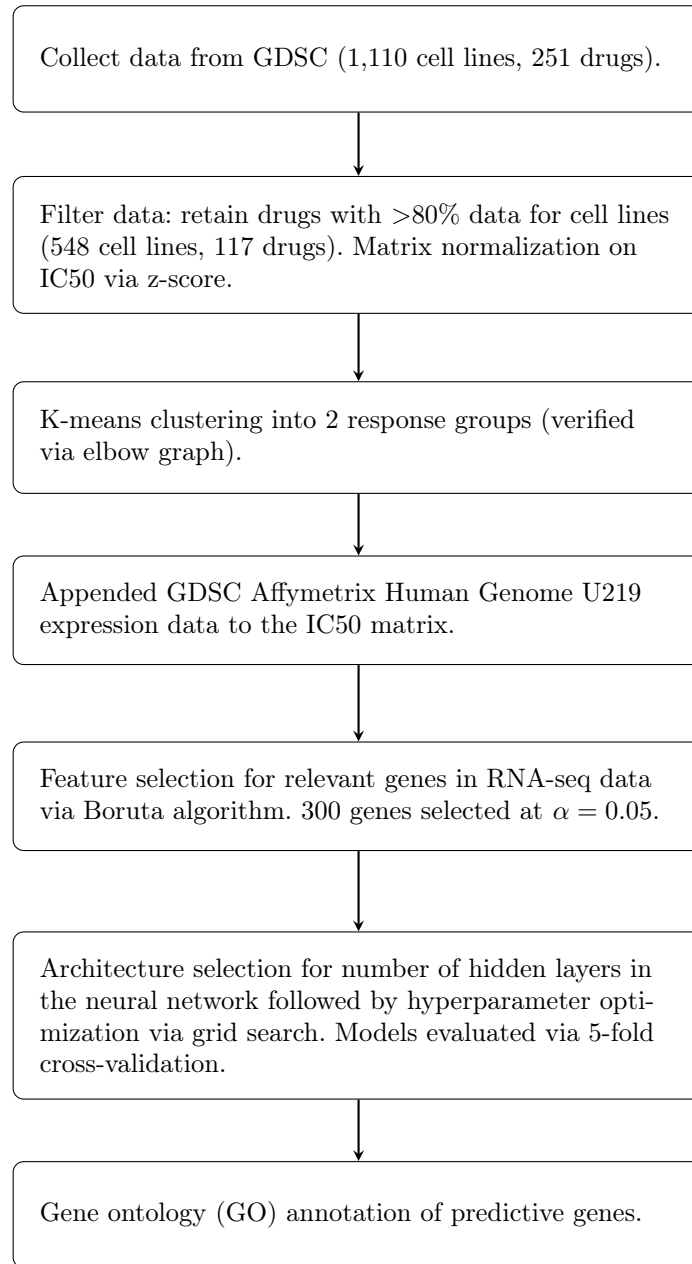 Collect data from GDSC (1,110 cell lines, 251 drugs).
Filter data: retain drugs with >80% data for cell lines
(548 cell lines, 117 drugs). Matrix normalization on
IC50 via z-score.
K-means clustering into 2 response groups (verified
via elbow graph).
Appended GDSC Affymetrix Human Genome U219
expression data to the IC50 matrix.
Feature selection for relevant genes in RNA-seq data
via Boruta algorithm. 300 genes selected at α = 0.05.
Architecture selection for number of hidden layers in
the neural network followed by hyperparameter opti-
mization via grid search. Models evaluated via 5-fold
cross-validation.
Gene ontology (GO) annotation of predictive genes.